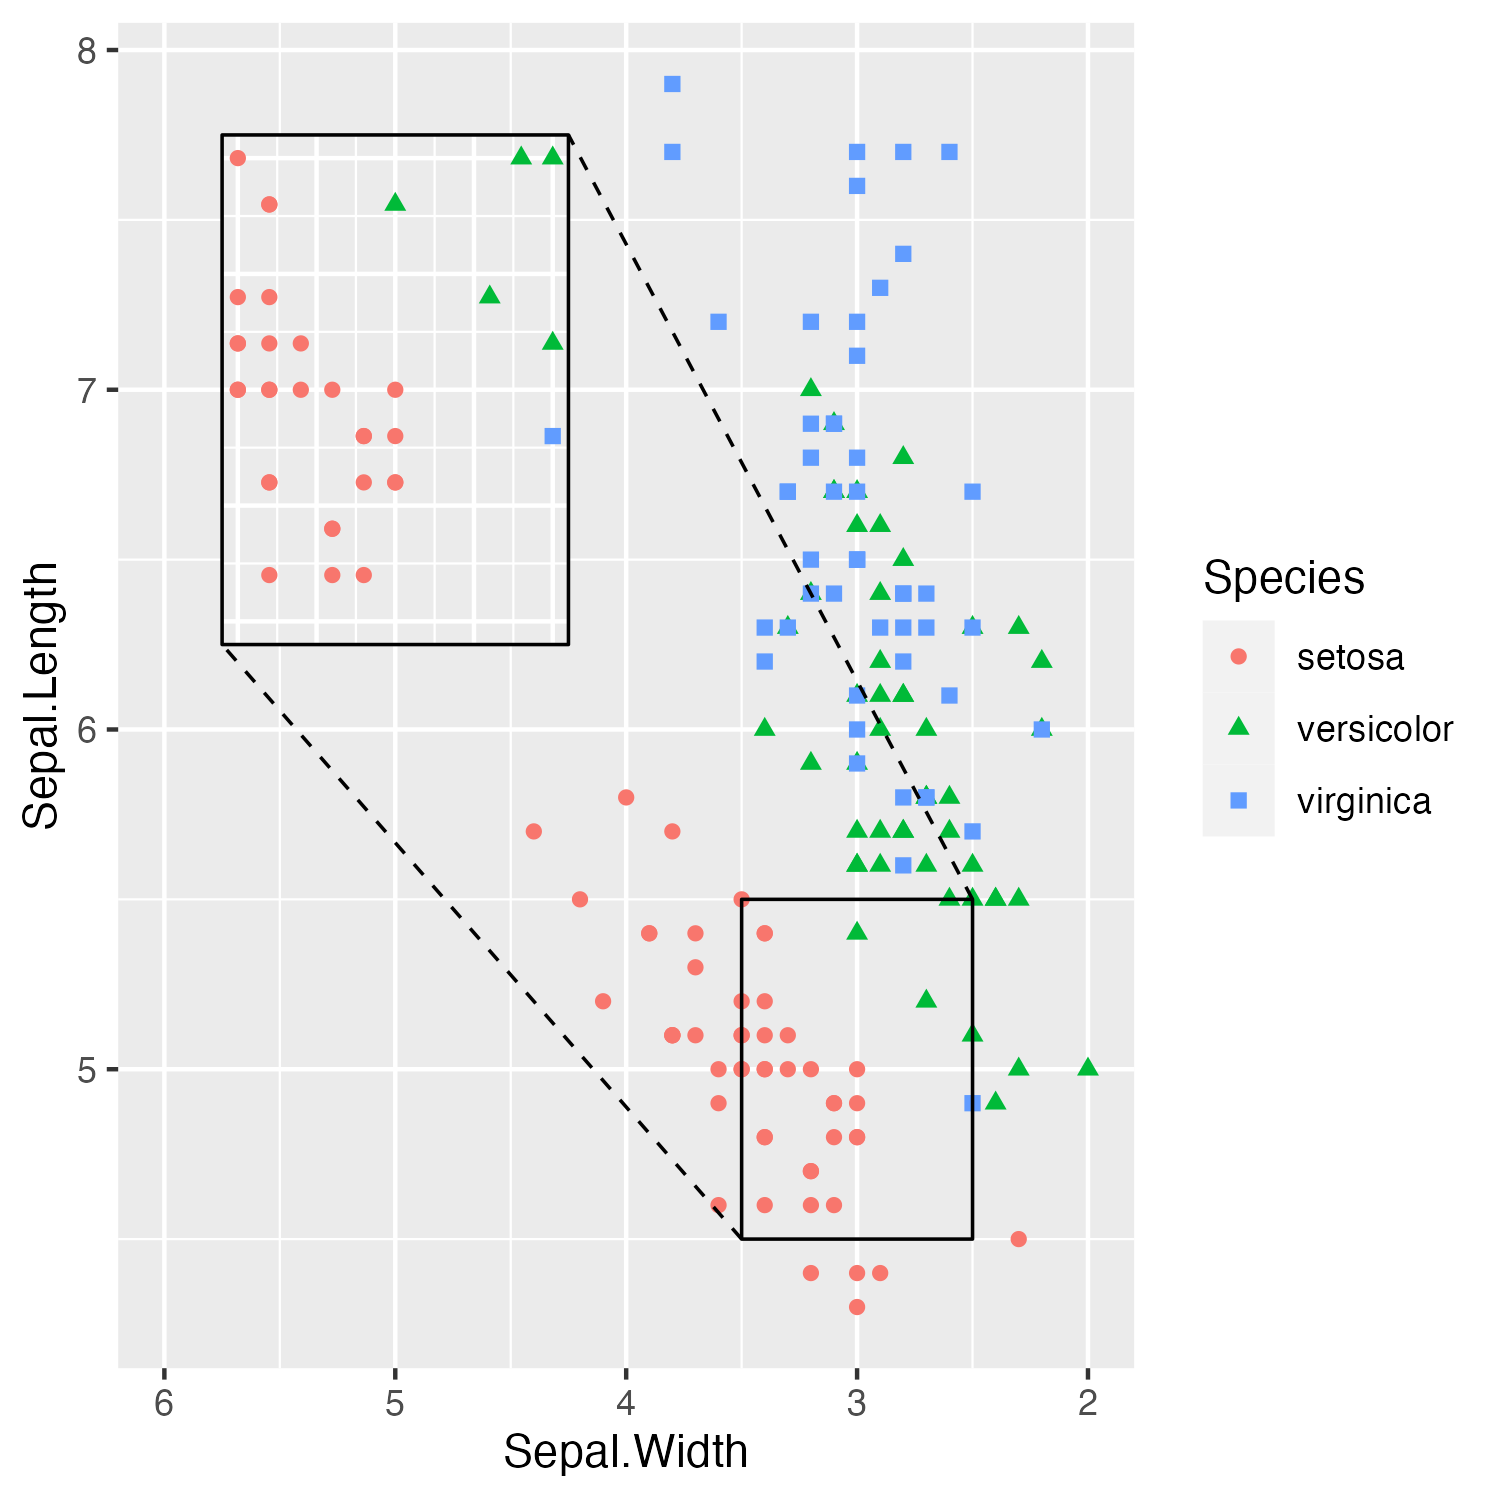 8
7
6
5
Sepal.Length
6 5 4 3 2
Sepal.Width
Species
setosa
versicolor
virginica